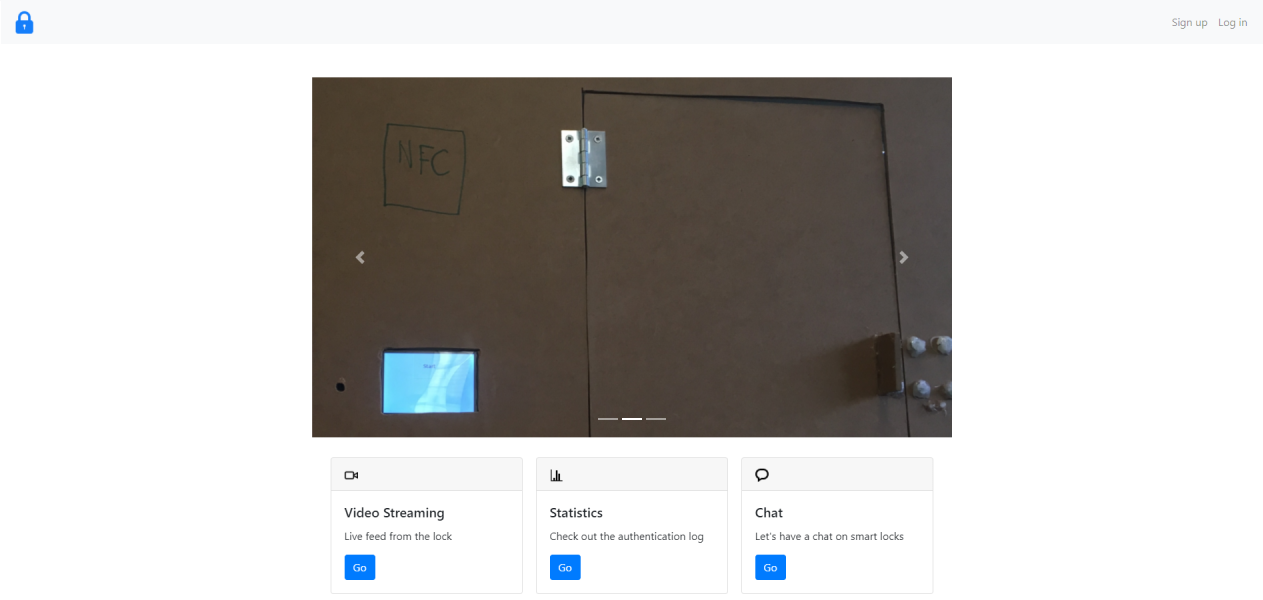 Sign up Log in
NFC
Video Streaming
Live feed from the lock
Go
Statistics
Check out the authentication log
Go
Chat
Let's have a chat on smart locks
Go